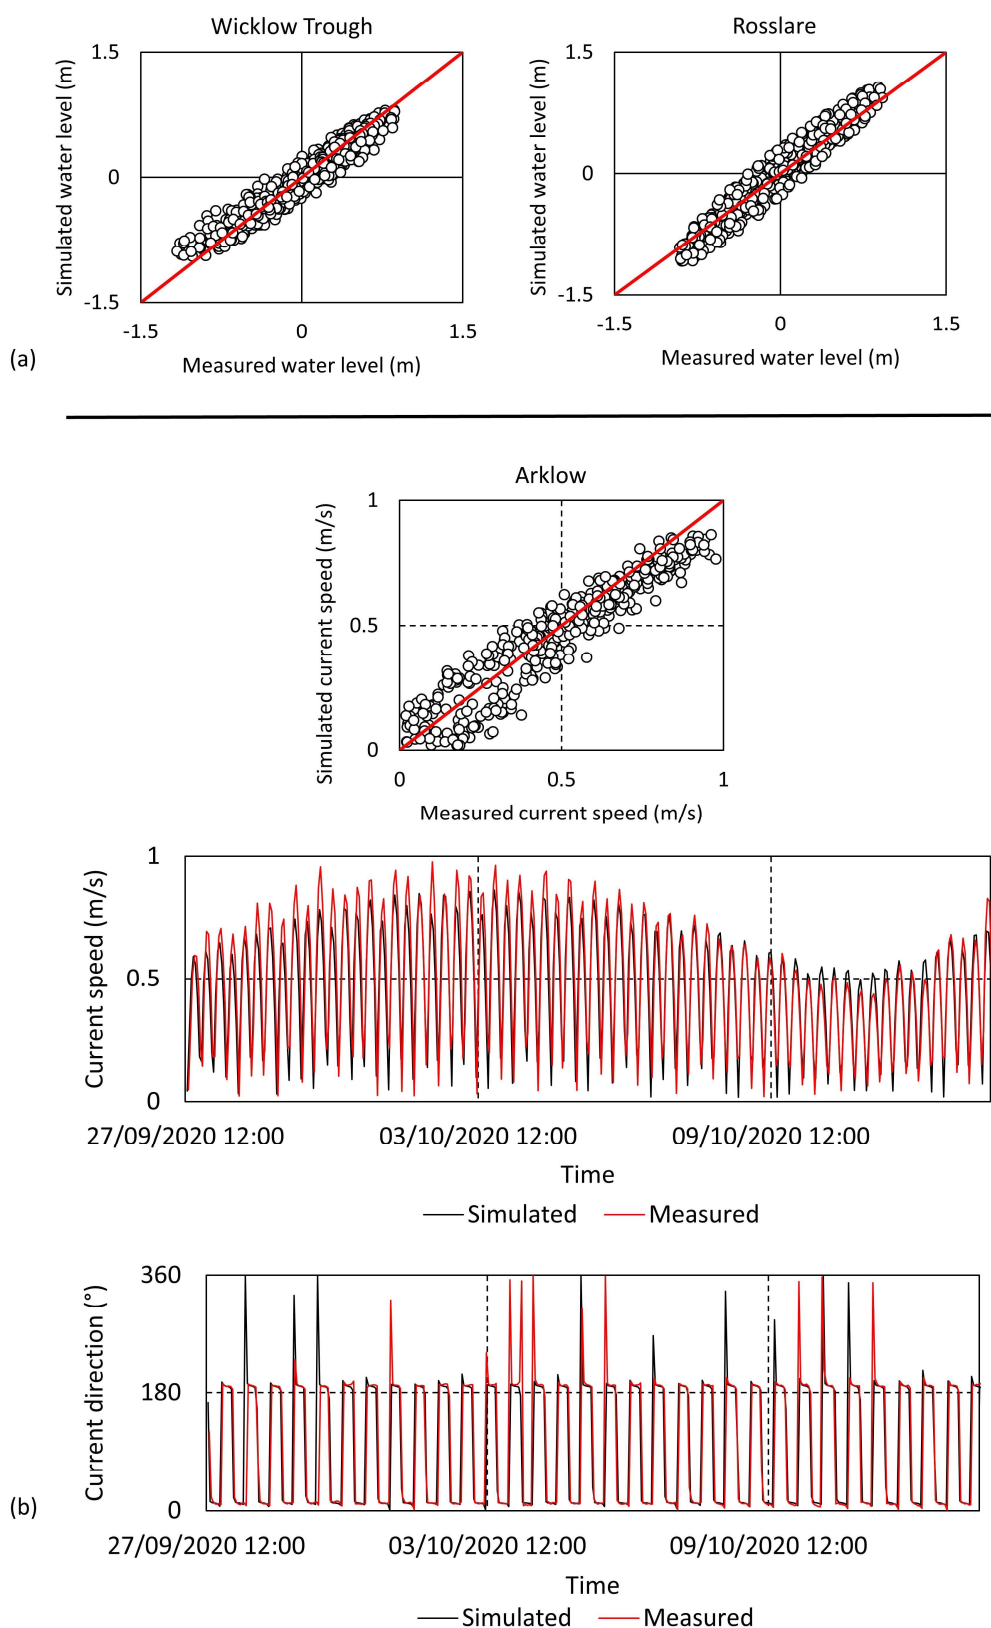 Wicklow Trough
Rosslare
1.5
1.5
Simulated water level (m)
Simulated water level (m)
0
0
-1.5
-1.5
-1.5
0
1.5
-1.5
0
1.5
Measured water level (m)
Measured water level (m)
(a)
Arklow
1
Simulated current speed (m/s)
0.5
0
0
0.5
1
Measured current speed (m/s)
1
Current speed (m/s)
0.5
0
27/09/2020 12:00
03/10/2020 12:00
09/10/2020 12:00
Time
Simulated
Measured
360
Current direction (°)
180
0
(b)
27/09/2020 12:00
03/10/2020 12:00
09/10/2020 12:00
Time
Simulated
Measured